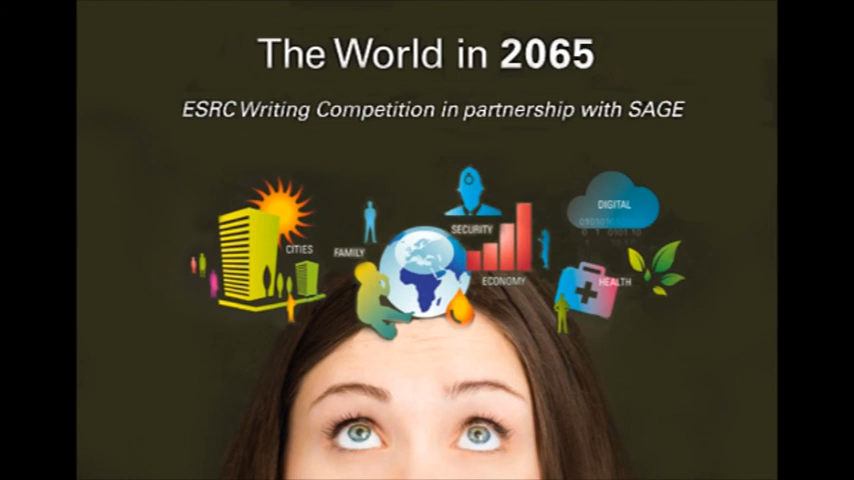 The World in 2065
ESRC Writing Competition in partnership with SAGE
DIGITAL
SECURITY
CITIES
FAMILY
ECONOMY
HEALTH